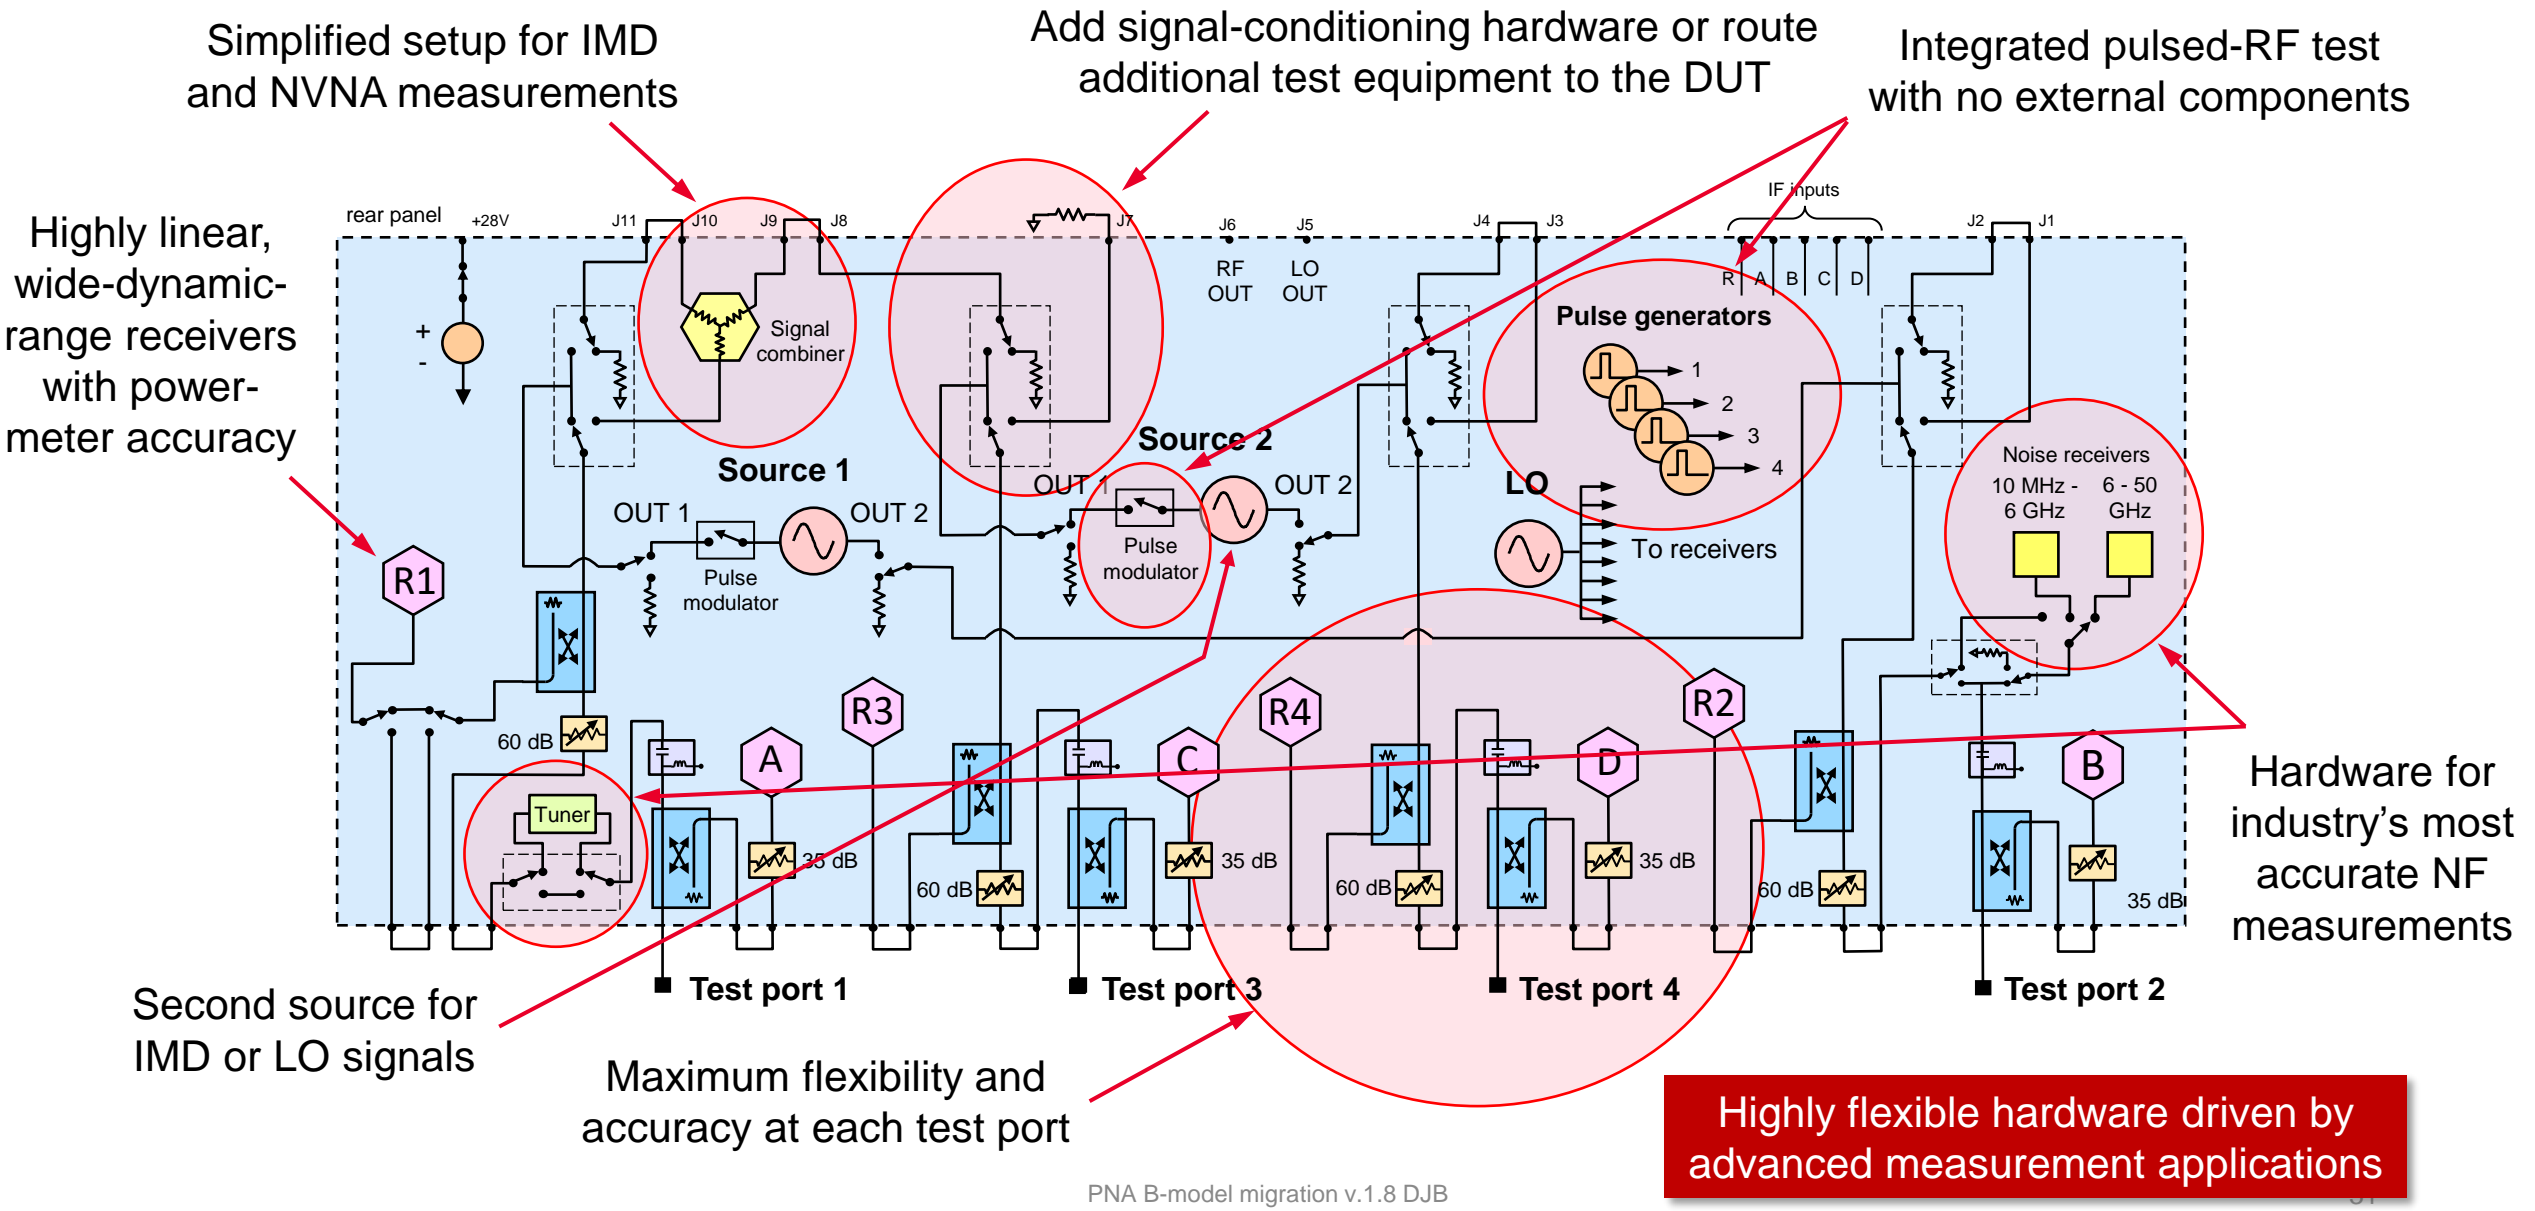 Simplified setup for IMD
and NVNA measurements
Add signal-conditioning hardware or route
additional test equipment to the DUT
Integrated pulsed-RF test
with no external components
Highly linear,
wide-dynamic-
range receivers
with power-
meter accuracy
rear panel
+28V
J11
J10
J9
J8
J7
J6
J5
J4
J3
IF inputs
J2
J1
RF
OUT
LO
OUT
R
A
B
C
D
+
-
Signal
combiner
Pulse generators
1
2
3
4
Source 1
OUT 1
OUT 2
Pulse
modulator
Source 2
OUT 1
OUT 2
Pulse
modulator
LO
To receivers
Noise receivers
10 MHz -
6 GHz
6 - 50
GHz
R1
R3
R4
R2
A
C
D
B
60 dB
Tuner
35 dB
60 dB
35 dB
60 dB
35 dB
60 dB
35 dB
Test port 1
Test port 3
Test port 4
Test port 2
Hardware for
industry's most
accurate NF
measurements
Second source for
IMD or LO signals
Maximum flexibility and
accuracy at each test port
Highly flexible hardware driven by
advanced measurement applications
PNA B-model migration v.1.8 DJB